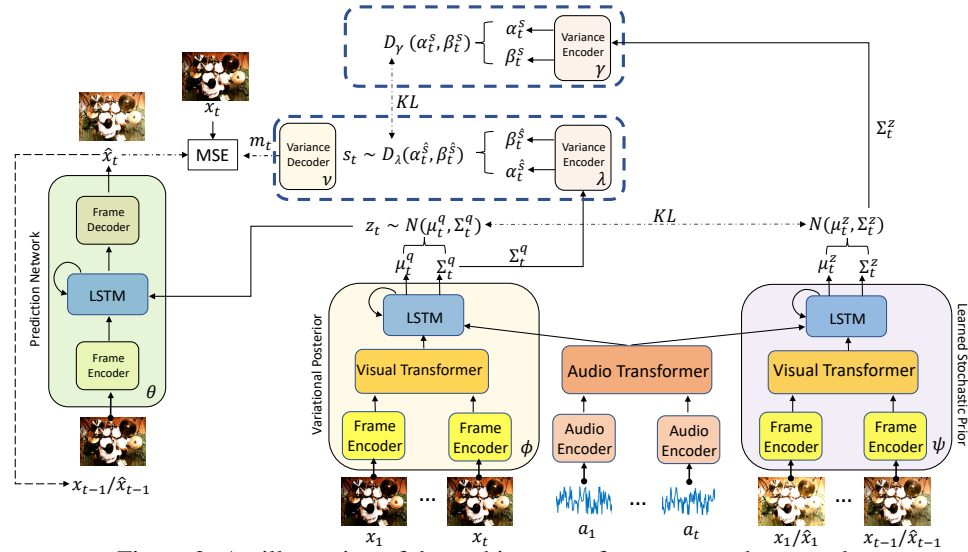 D_γ (α_t^s, β_t^s)
α_t^s
β_t^s
Variance
Encoder
γ
x_t
KL
Σ_t^z
MSE
m_t
Variance
Decoder
ν
s_t ~ D_λ(α_t^ŝ, β_t^ŝ)
β_t^ŝ
α_t^ŝ
Variance
Encoder
λ
x̂_t
Prediction Network
Frame
Decoder
LSTM
Frame
Encoder
θ
x_{t-1}/x̂_{t-1}
z_t ~ N(μ_t^q, Σ_t^q)
KL
N(μ_t^z, Σ_t^z)
μ_t^q
Σ_t^q
Σ_t^q
μ_t^z
Σ_t^z
Variational Posterior
LSTM
Visual Transformer
Frame
Encoder
Frame
Encoder
ϕ
x_1
...
x_t
Audio Transformer
Audio
Encoder
Audio
Encoder
a_1
...
a_t
Learned Stochastic Prior
LSTM
Visual Transformer
Frame
Encoder
Frame
Encoder
ψ
x_1/x̂_1
...
x_{t-1}/x̂_{t-1}